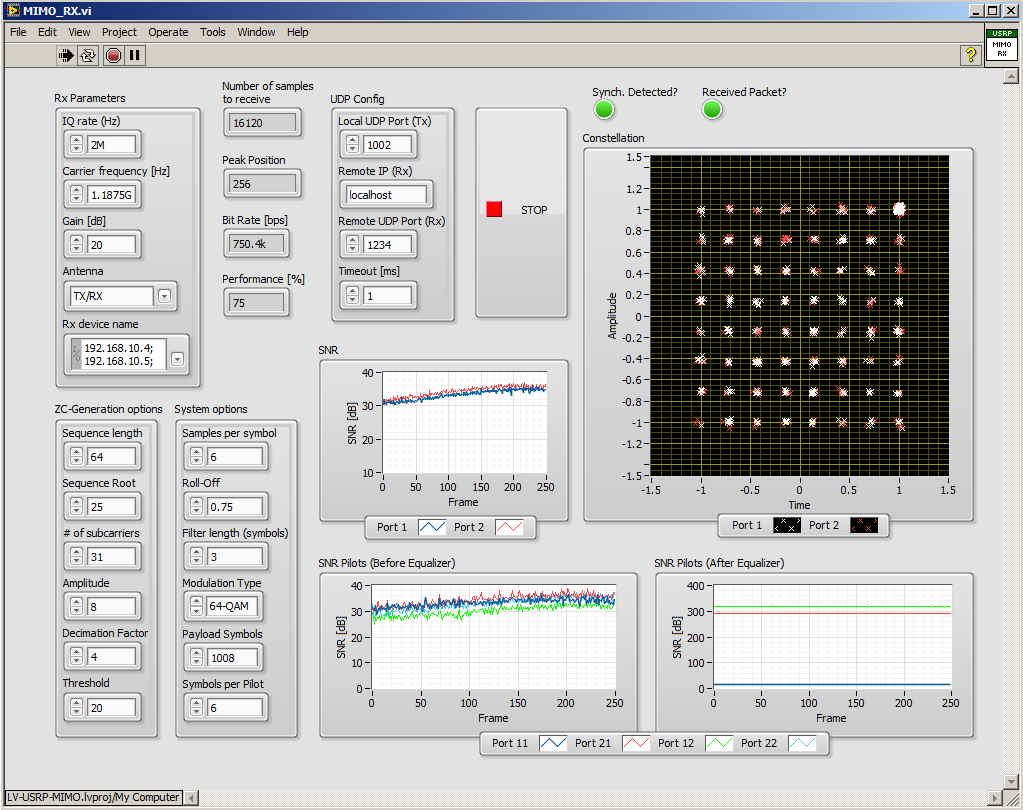 MIMO_RX.vi
File Edit View Project Operate Tools Window Help
?
USRP
MIMO
RX
Rx Parameters
IQ rate (Hz)
2M
Carrier frequency [Hz]
1.1875G
Gain [dB]
20
Antenna
TX/RX
Rx device name
192.168.10.4;
192.168.10.5;
Number of samples
to receive
16120
Peak Position
256
Bit Rate [bps]
750.4k
Performance [%]
75
UDP Config
Local UDP Port (Tx)
1002
Remote IP (Rx)
localhost
Remote UDP Port (Rx)
1234
Timeout [ms]
1
STOP
Synch. Detected?
Received Packet?
Constellation
Amplitude
1.5
1.2
1
0.8
0.6
0.4
0.2
0
-0.2
-0.4
-0.6
-0.8
-1
-1.2
-1.5
-1.5 -1 -0.5 0 0.5 1 1.5
Time
Port 1 Port 2
ZC-Generation options
Sequence length
64
Sequence Root
25
# of subcarriers
31
Amplitude
8
Decimation Factor
4
Threshold
20
System options
Samples per symbol
6
Roll-Off
0.75
Filter length (symbols)
3
Modulation Type
64-QAM
Payload Symbols
1008
Symbols per Pilot
6
SNR
SNR [dB]
40
30
20
10
0 50 100 150 200 250
Frame
Port 1 Port 2
SNR Pilots (Before Equalizer)
SNR [dB]
40
30
20
10
0
0 50 100 150 200 250
Frame
SNR Pilots (After Equalizer)
SNR [dB]
400
300
200
100
0
0 50 100 150 200 250
Frame
Port 11 Port 21 Port 12 Port 22
LV-USRP-MIMO.lvproj/My Computer